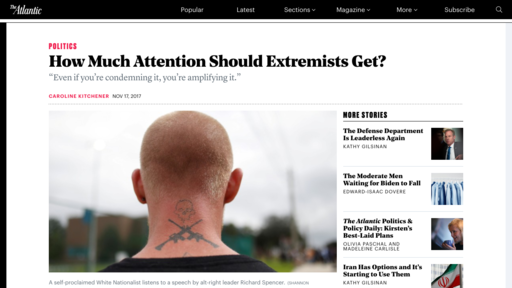 The Atlantic
Popular Latest Sections Magazine More Subscribe
POLITICS
How Much Attention Should Extremists Get?
“Even if you’re condemning it, you’re amplifying it.”
CAROLINE KITCHENER NOV 17, 2017
A self-proclaimed White Nationalist listens to a speech by alt-right leader Richard Spencer.
MORE STORIES
The Defense Department
Is Leaderless Again
KATHY GILSINAN
The Moderate Men
Waiting for Biden to Fall
EDWARD-ISAAC DOVERE
The Atlantic Politics &
Policy Daily: Kirsten’s
Best-Laid Plans
OLIVIA PASCHAL AND
MADELEINE CARLISLE
Iran Has Options and It’s
Starting to Use Them
KATHY GILSINAN